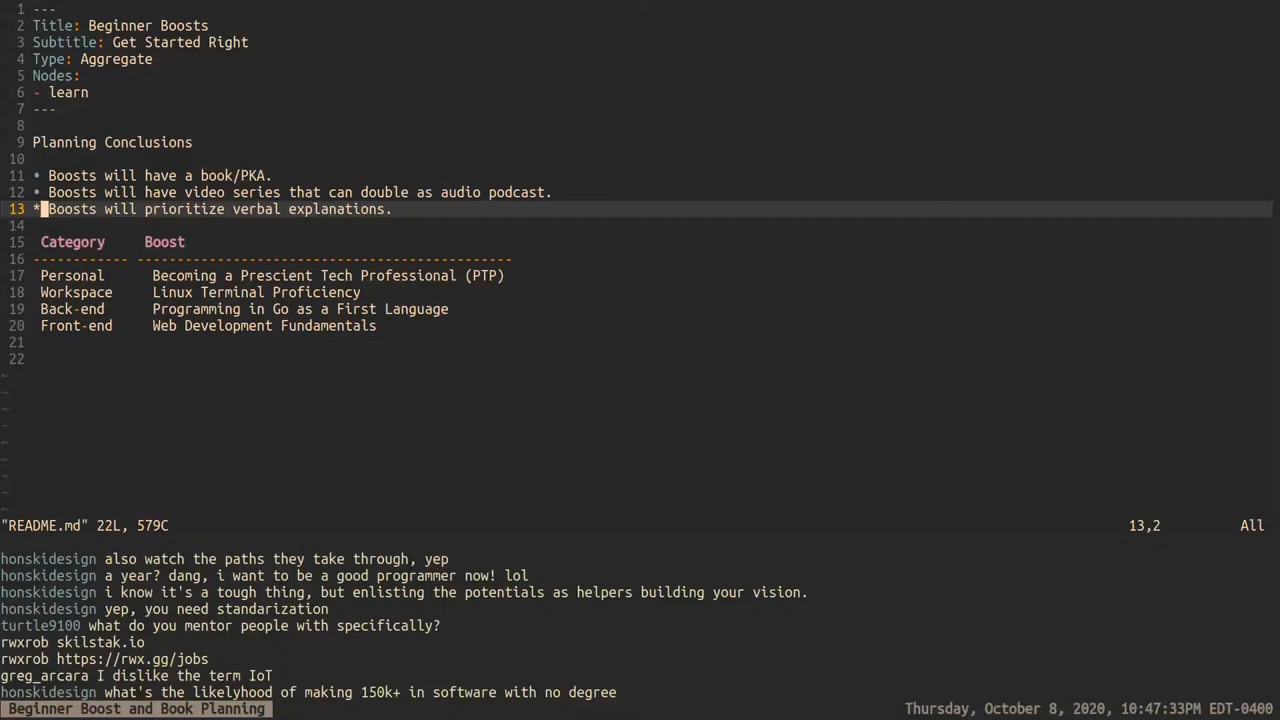 1 ---
2 Title: Beginner Boosts
3 Subtitle: Get Started Right
4 Type: Aggregate
5 Nodes:
6 - learn
7 ---
8
9 Planning Conclusions
10
11 • Boosts will have a book/PKA.
12 • Boosts will have video series that can double as audio podcast.
13 * Boosts will prioritize verbal explanations.
14
15 Category Boost
16 ------------ -----------------------------------------------
17 Personal Becoming a Prescient Tech Professional (PTP)
18 Workspace Linux Terminal Proficiency
19 Back-end Programming in Go as a First Language
20 Front-end Web Development Fundamentals
21
22
~
~
~
~
~
~
~
~
~
"README.md" 22L, 579C 13,2 All
honskidesign also watch the paths they take through, yep
honskidesign a year? dang, i want to be a good programmer now! lol
honskidesign i know it's a tough thing, but enlisting the potentials as helpers building your vision.
honskidesign yep, you need standarization
turtle9100 what do you mentor people with specifically?
rwxrob skilstak.io
rwxrob https://rwx.gg/jobs
greg_arcara I dislike the term IoT
honskidesign what's the likelyhood of making 150k+ in software with no degree
Beginner Boost and Book Planning Thursday, October 8, 2020, 10:47:33PM EDT-0400